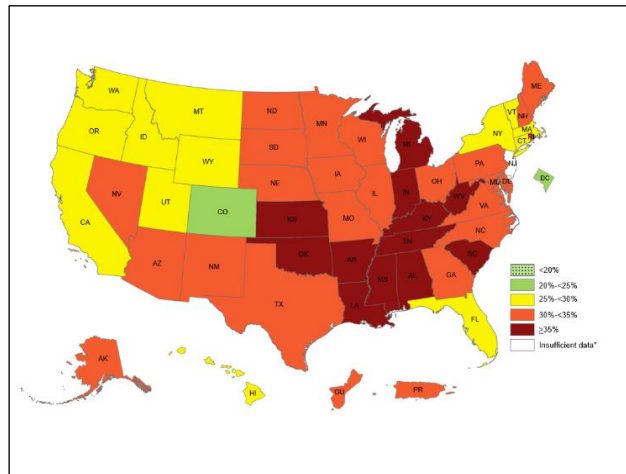 WA
MT
ND
MN
ME
VT
NH
OR
ID
SD
WI
MI
NY
MA
CT
RI
WY
NE
IA
PA
NJ
NV
UT
CO
IL
IN
OH
MD
DE
DC
CA
KS
MO
KY
WV
VA
AZ
NM
OK
AR
TN
NC
SC
TX
LA
MS
AL
GA
FL
<20%
20%-<25%
25%-<30%
30%-<35%
≥35%
Insufficient data*
AK
HI
GU
PR